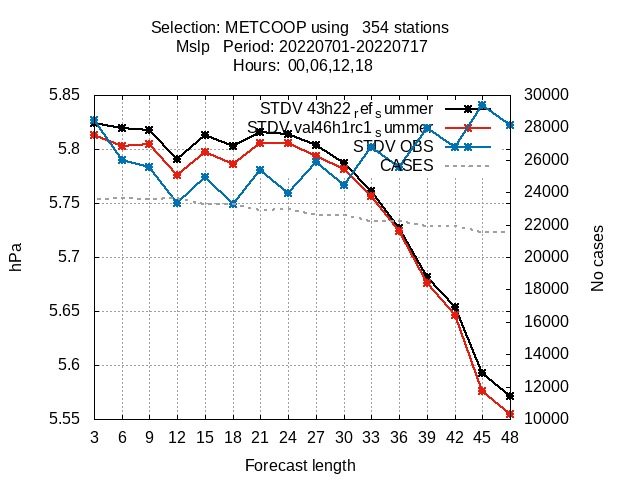 Selection: METCOOP using   354 stations
Mslp   Period: 20220701-20220717
Hours:  00,06,12,18
STDV 43h22_ref_summer
STDV val46h1rc1_summer
STDV OBS
CASES
5.85
5.8
5.75
5.7
5.65
5.6
5.55
hPa
30000
28000
26000
24000
22000
20000
18000
16000
14000
12000
10000
No cases
3 6 9 12 15 18 21 24 27 30 33 36 39 42 45 48
Forecast length